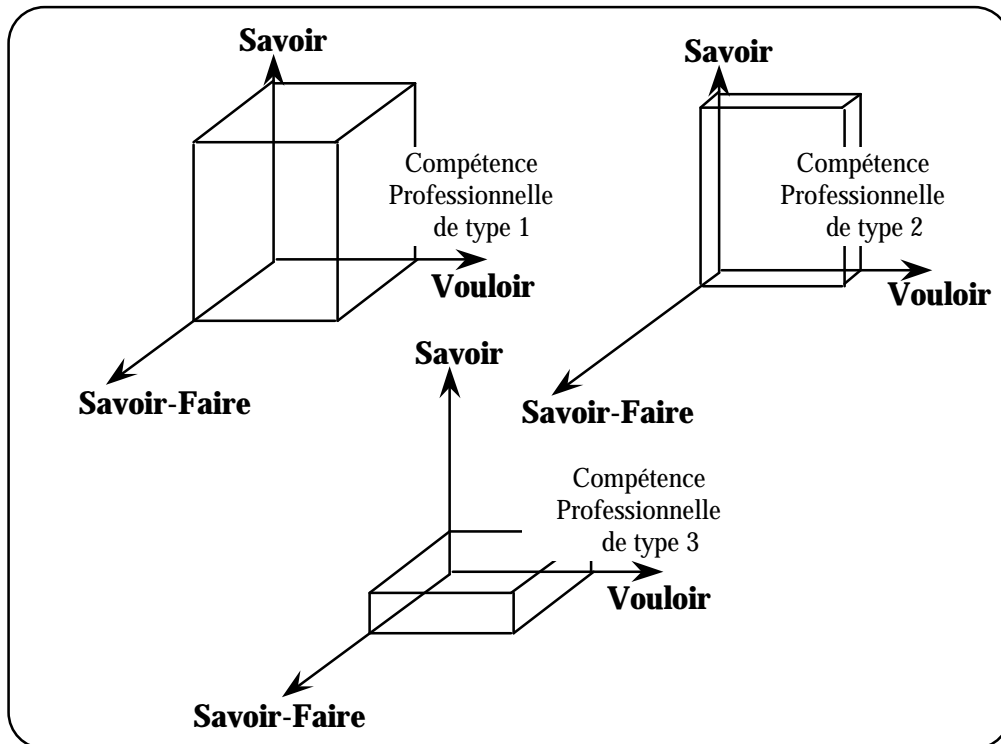 Savoir
Compétence
Professionnelle
de type 1
Vouloir
Savoir-Faire
Savoir
Compétence
Professionnelle
de type 2
Vouloir
Savoir-Faire
Savoir
Compétence
Professionnelle
de type 3
Vouloir
Savoir-Faire